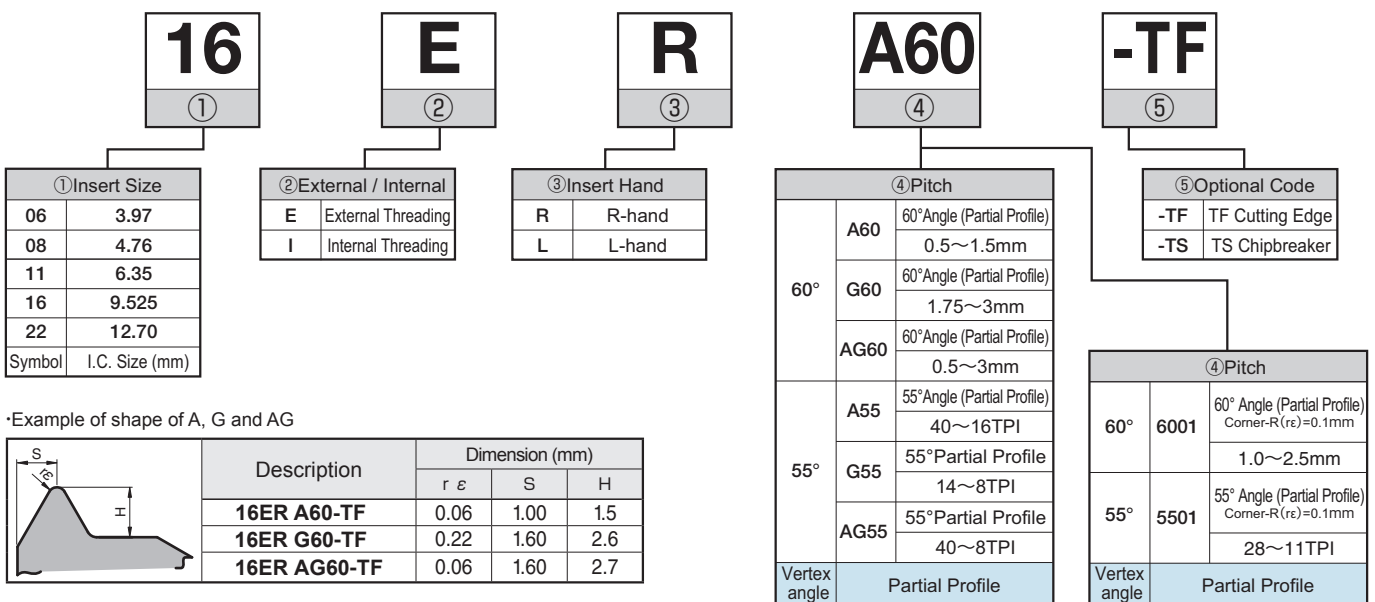 16 E R A60 -TF
① ② ③ ④ ⑤
①Insert Size
06 3.97
08 4.76
11 6.35
16 9.525
22 12.70
Symbol I.C. Size (mm)
②External / Internal
E External Threading
I Internal Threading
③Insert Hand
R R-hand
L L-hand
④Pitch
60°
A60 60°Angle (Partial Profile)
0.5～1.5mm
G60 60°Angle (Partial Profile)
1.75～3mm
AG60 60°Angle (Partial Profile)
0.5～3mm
55°
A55 55°Angle (Partial Profile)
40～16TPI
G55 55°Partial Profile
14～8TPI
AG55 55°Partial Profile
40～8TPI
Vertex
angle
Partial Profile
⑤Optional Code
-TF TF Cutting Edge
-TS TS Chipbreaker
④Pitch
60° 6001 60° Angle (Partial Profile)
Corner-R(rε)=0.1mm
1.0～2.5mm
55° 5501 55° Angle (Partial Profile)
Corner-R(rε)=0.1mm
28～11TPI
Vertex
angle
Partial Profile
·Example of shape of A, G and AG
S
rε
H
Description Dimension (mm)
r ε S H
16ER A60-TF 0.06 1.00 1.5
16ER G60-TF 0.22 1.60 2.6
16ER AG60-TF 0.06 1.60 2.7